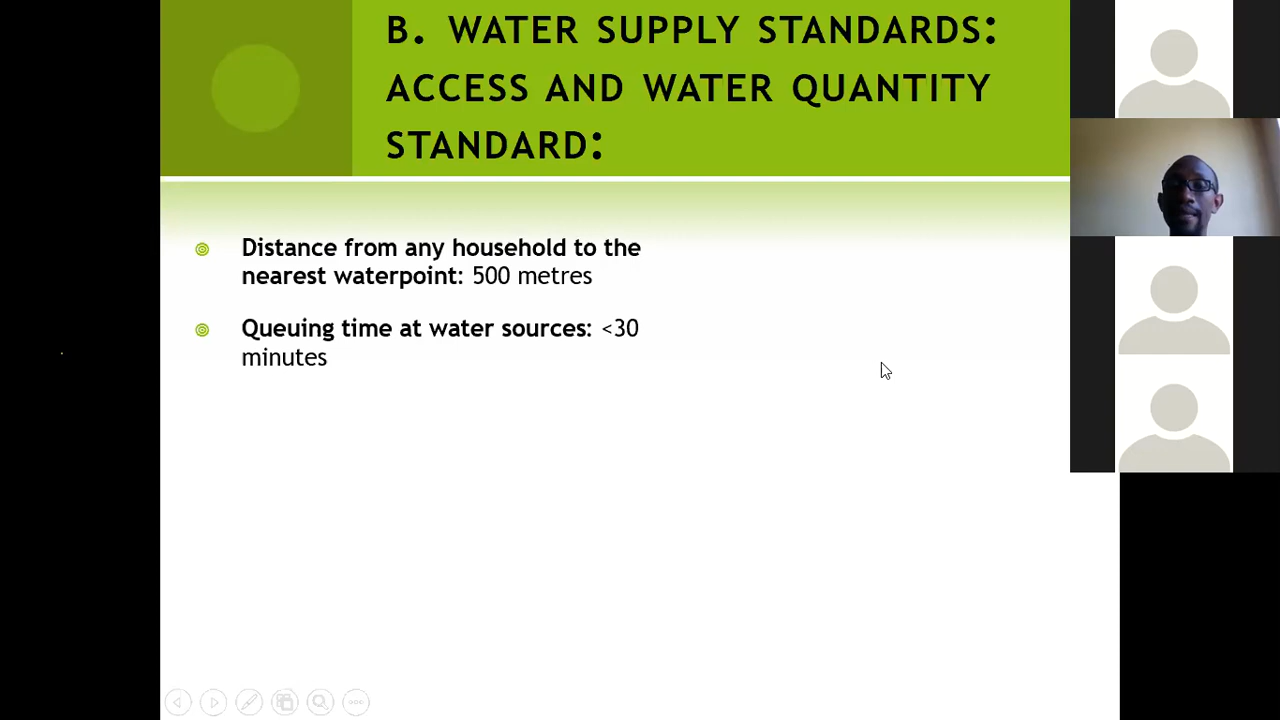 B. WATER SUPPLY STANDARDS:
ACCESS AND WATER QUANTITY
STANDARD:
Distance from any household to the
nearest waterpoint: 500 metres
Queuing time at water sources: <30
minutes